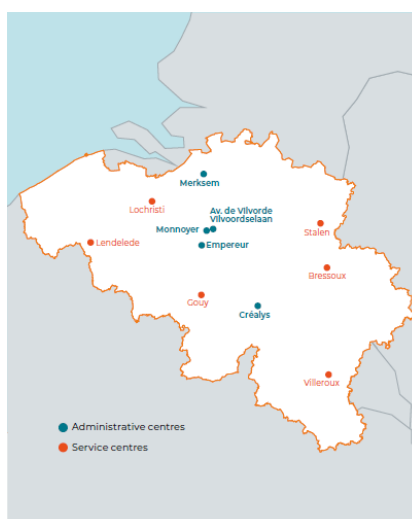 Merksem
Lochristi
Av. de VIlvorde
VIlvoordselaan
Monnoyer
Stalen
Lendelede
Empereur
Bressoux
Gouy
Créalys
Villeroux
Administrative centres
Service centres